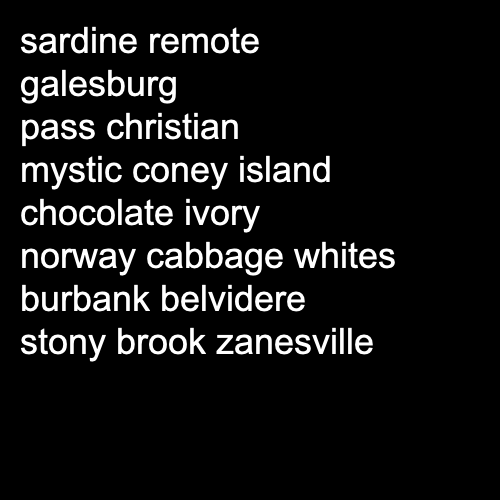 sardine remote
galesburg
pass christian
mystic coney island
chocolate ivory
norway cabbage whites
burbank belvidere
stony brook zanesville